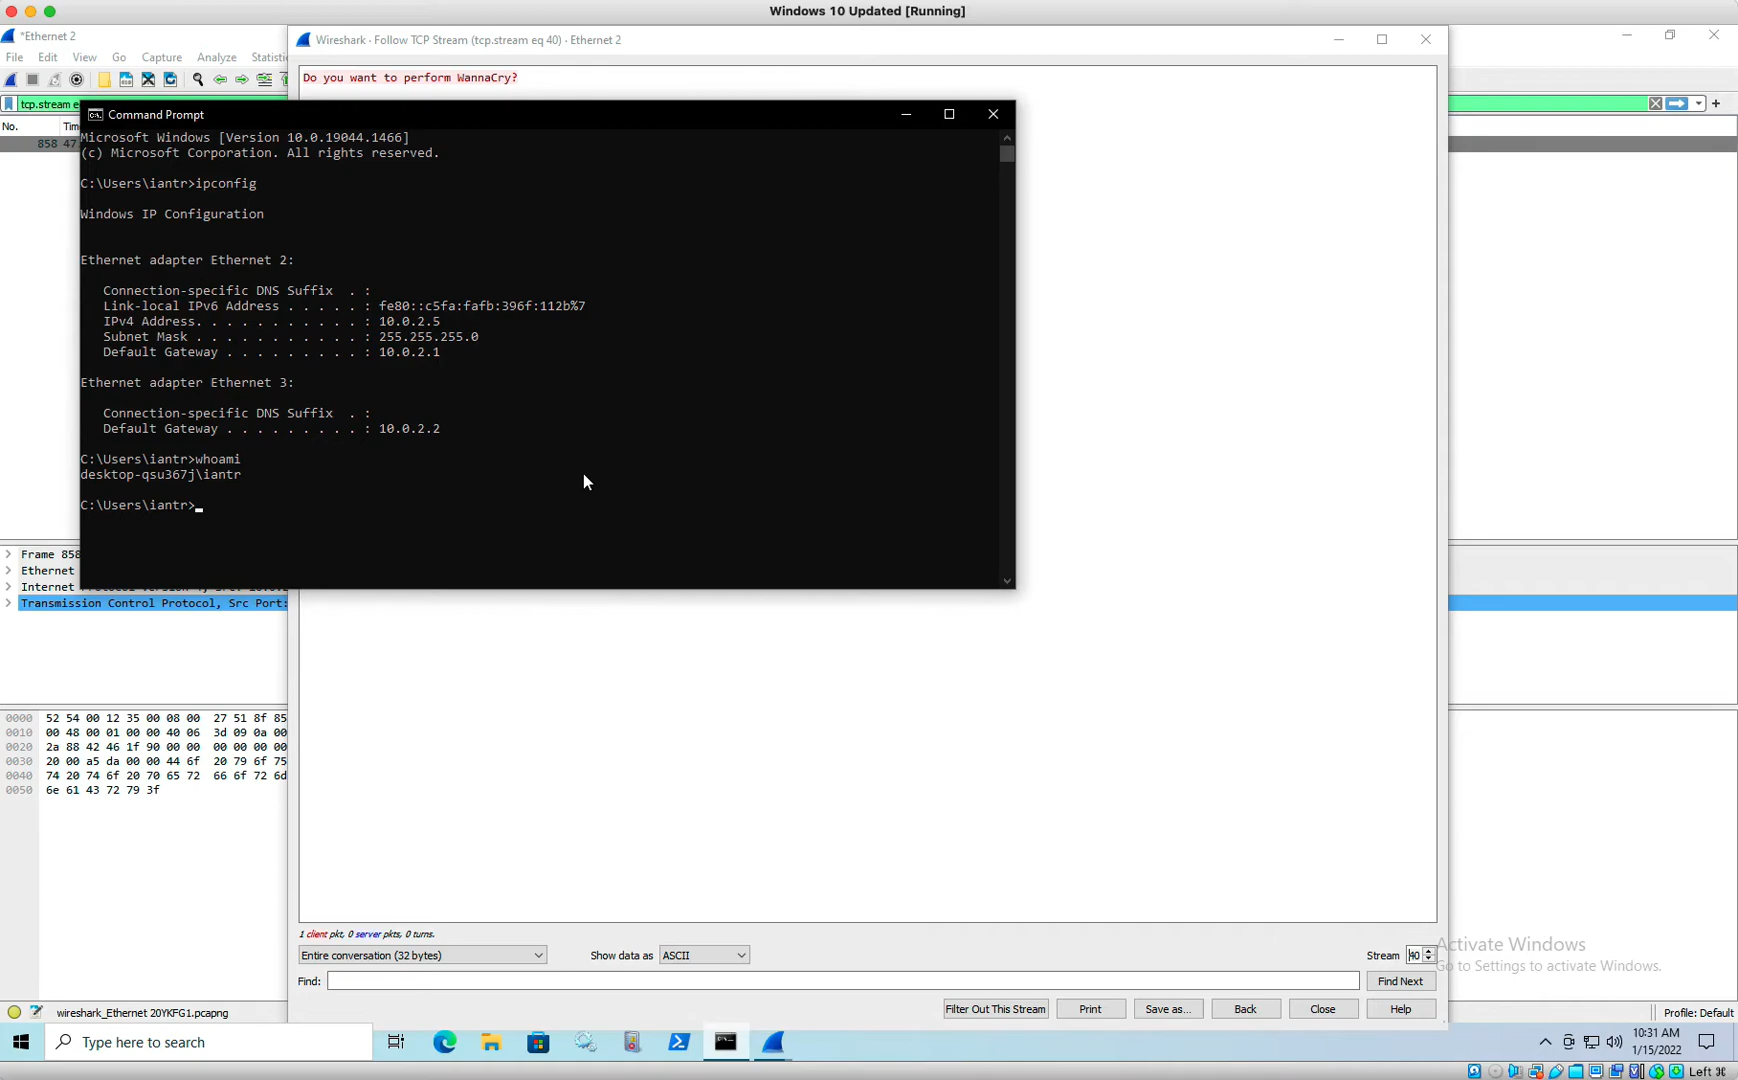 Windows 10 Updated [Running]
*Ethernet 2
Wireshark · Follow TCP Stream (tcp.stream eq 40) · Ethernet 2
File Edit View Go Capture Analyze Statisti
Do you want to perform WannaCry?
tcp.stream e
No. Tim
858 47
Command Prompt
Microsoft Windows [Version 10.0.19044.1466]
(c) Microsoft Corporation. All rights reserved.
C:\Users\iantr>ipconfig
Windows IP Configuration
Ethernet adapter Ethernet 2:
Connection-specific DNS Suffix . :
Link-local IPv6 Address . . . . . : fe80::c5fa:fafb:396f:112b%7
IPv4 Address. . . . . . . . . . . : 10.0.2.5
Subnet Mask . . . . . . . . . . . : 255.255.255.0
Default Gateway . . . . . . . . . : 10.0.2.1
Ethernet adapter Ethernet 3:
Connection-specific DNS Suffix . :
Default Gateway . . . . . . . . . : 10.0.2.2
C:\Users\iantr>whoami
desktop-qsu367j\iantr
C:\Users\iantr>
Frame 858
Ethernet
Internet
Transmission Control Protocol, Src Port:
0000 52 54 00 12 35 00 08 00 27 51 8f 85
0010 00 48 00 01 00 00 40 06 3d 09 0a 00
0020 2a 88 42 46 1f 90 00 00 00 00 00 00
0030 20 00 a5 da 00 00 44 6f 20 79 6f 75
0040 74 20 74 6f 20 70 65 72 66 6f 72 6d
0050 6e 61 43 72 79 3f
1 client pkt, 0 server pkts, 0 turns.
Entire conversation (32 bytes) Show data as ASCII Stream 40
Find: Find Next
Filter Out This Stream Print Save as... Back Close Help
Activate Windows
Go to Settings to activate Windows.
wireshark_Ethernet 20YKFG1.pcapng Profile: Default
Type here to search
10:31 AM
1/15/2022
Left ⌘